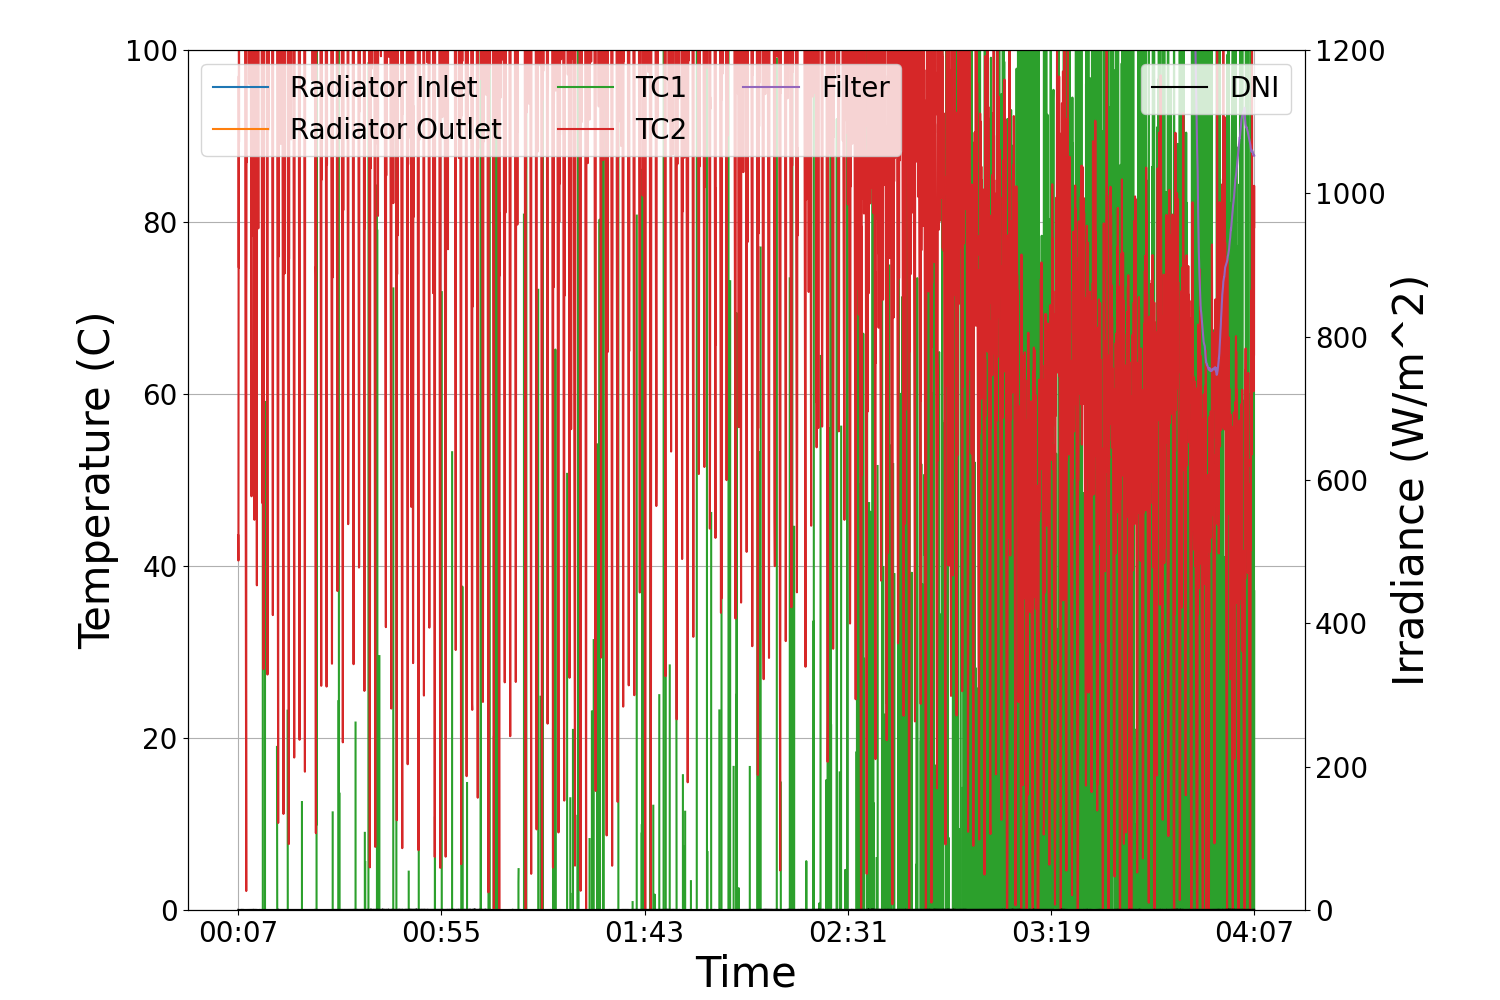 100 1200
Radiator Inlet TC1 Filter DNI
Radiator Outlet TC2
80 1000
60 800
40 600
20 400
0 200
0
Temperature (C)
Irradiance (W/m^2)
00:07 00:55 01:43 02:31 03:19 04:07
Time